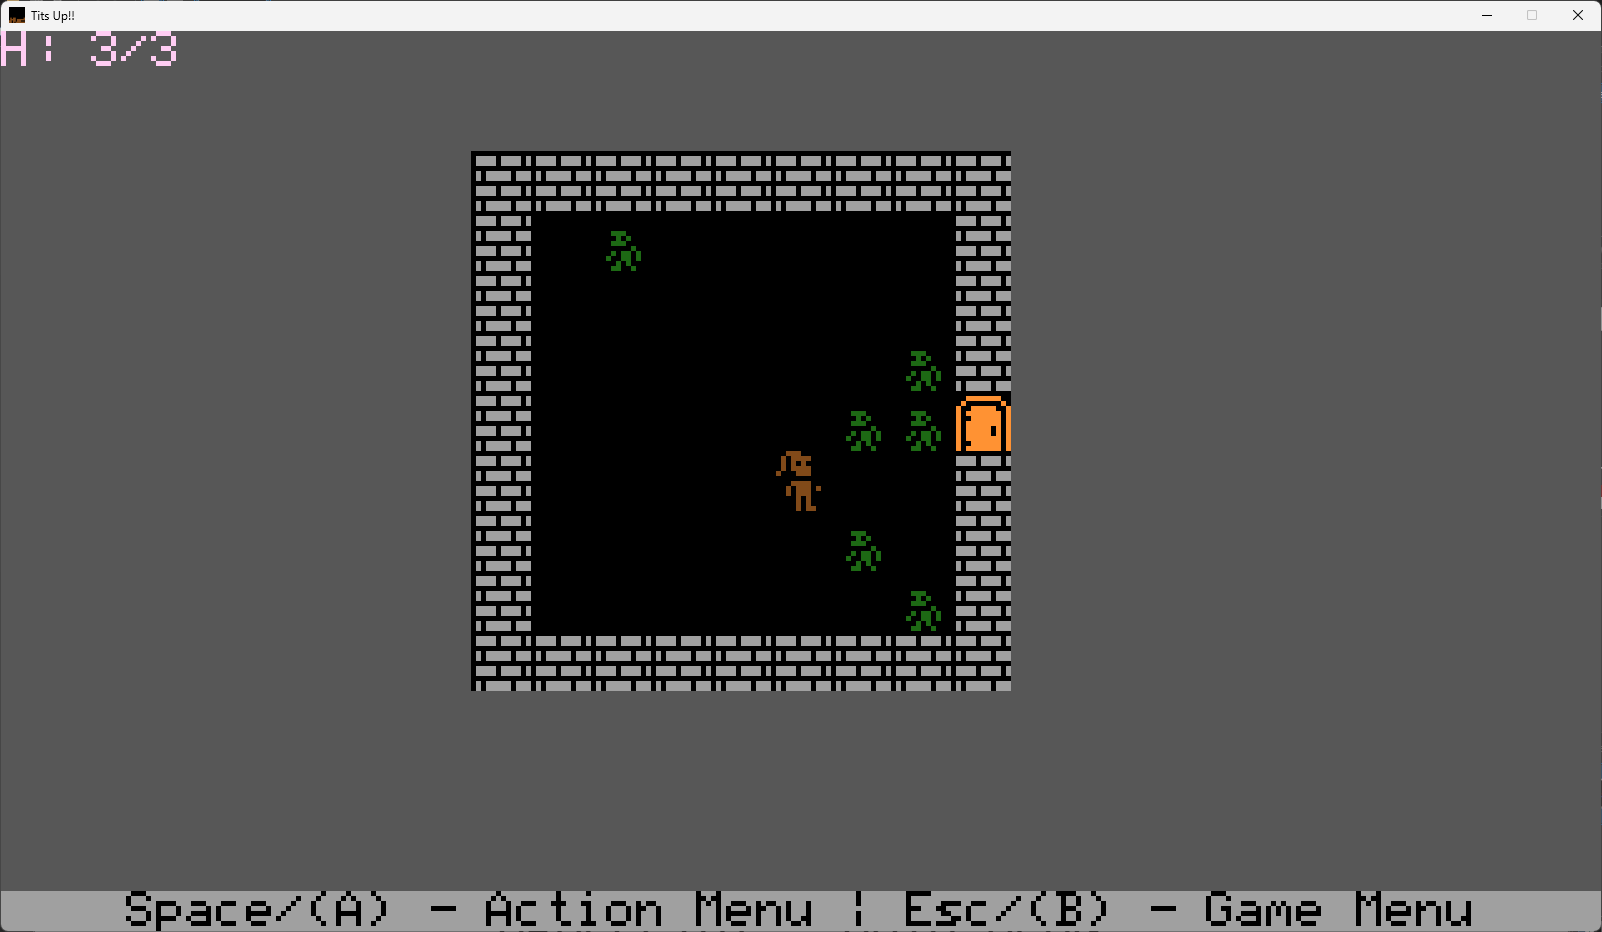 Tits Up!!
H: 3/3
Space/(A) - Action Menu | Esc/(B) - Game Menu